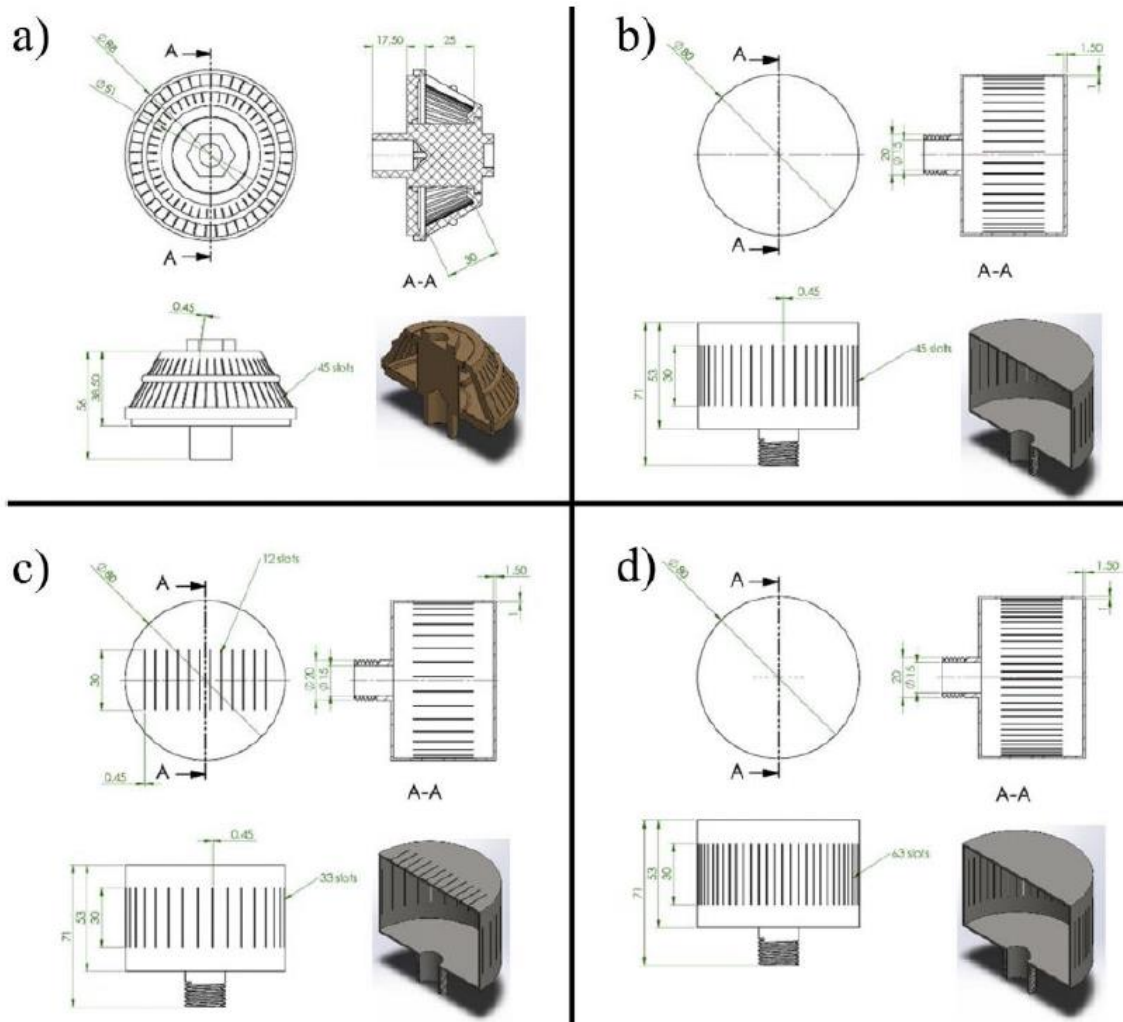 a)
A
Ø88
Ø51
A
17.50
25
30
A-A
0.45
45 slots
56
38.50
b)
A
Ø80
A
1.50
1
20
Ø15
A-A
0.45
45 slots
71
53
30
c)
12 slots
A
Ø80
30
0.45
A
1.50
1
Ø20
Ø15
A-A
0.45
33 slots
71
53
30
d)
A
Ø80
A
1.50
1
20
Ø15
A-A
63 slots
71
53
30